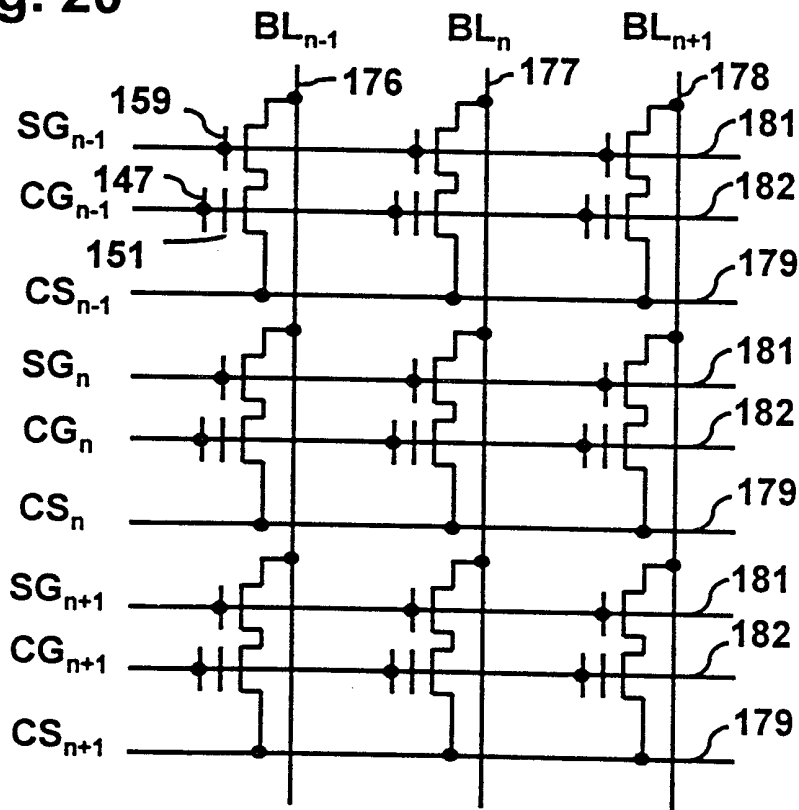 g. 20
BLn-1 BLn BLn+1
176 177 178
159
SGn-1 181
147
CGn-1 182
151
CSn-1 179
SGn 181
CGn 182
CSn 179
SGn+1 181
CGn+1 182
CSn+1 179